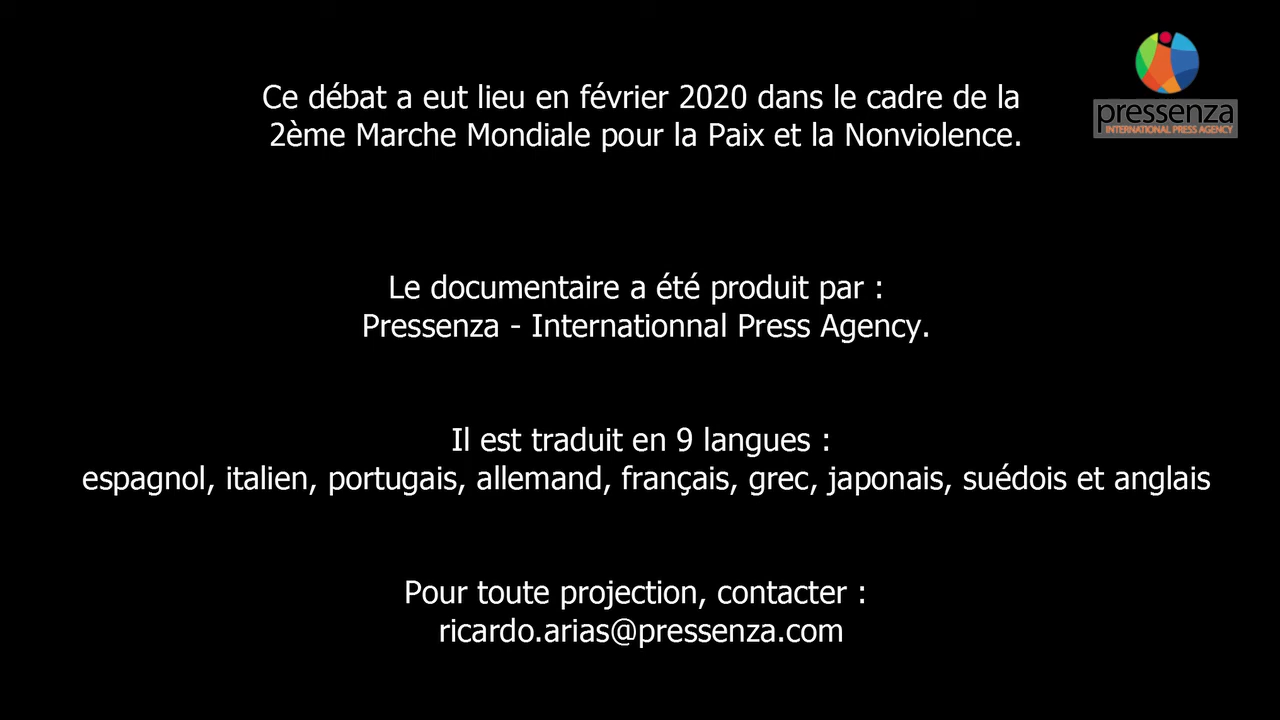 Ce débat a eut lieu en février 2020 dans le cadre de la
2ème Marche Mondiale pour la Paix et la Nonviolence.
pressenza
INTERNATIONAL PRESS AGENCY
Le documentaire a été produit par :
Pressenza - Internationnal Press Agency.
Il est traduit en 9 langues :
espagnol, italien, portugais, allemand, français, grec, japonais, suédois et anglais
Pour toute projection, contacter :
ricardo.arias@pressenza.com